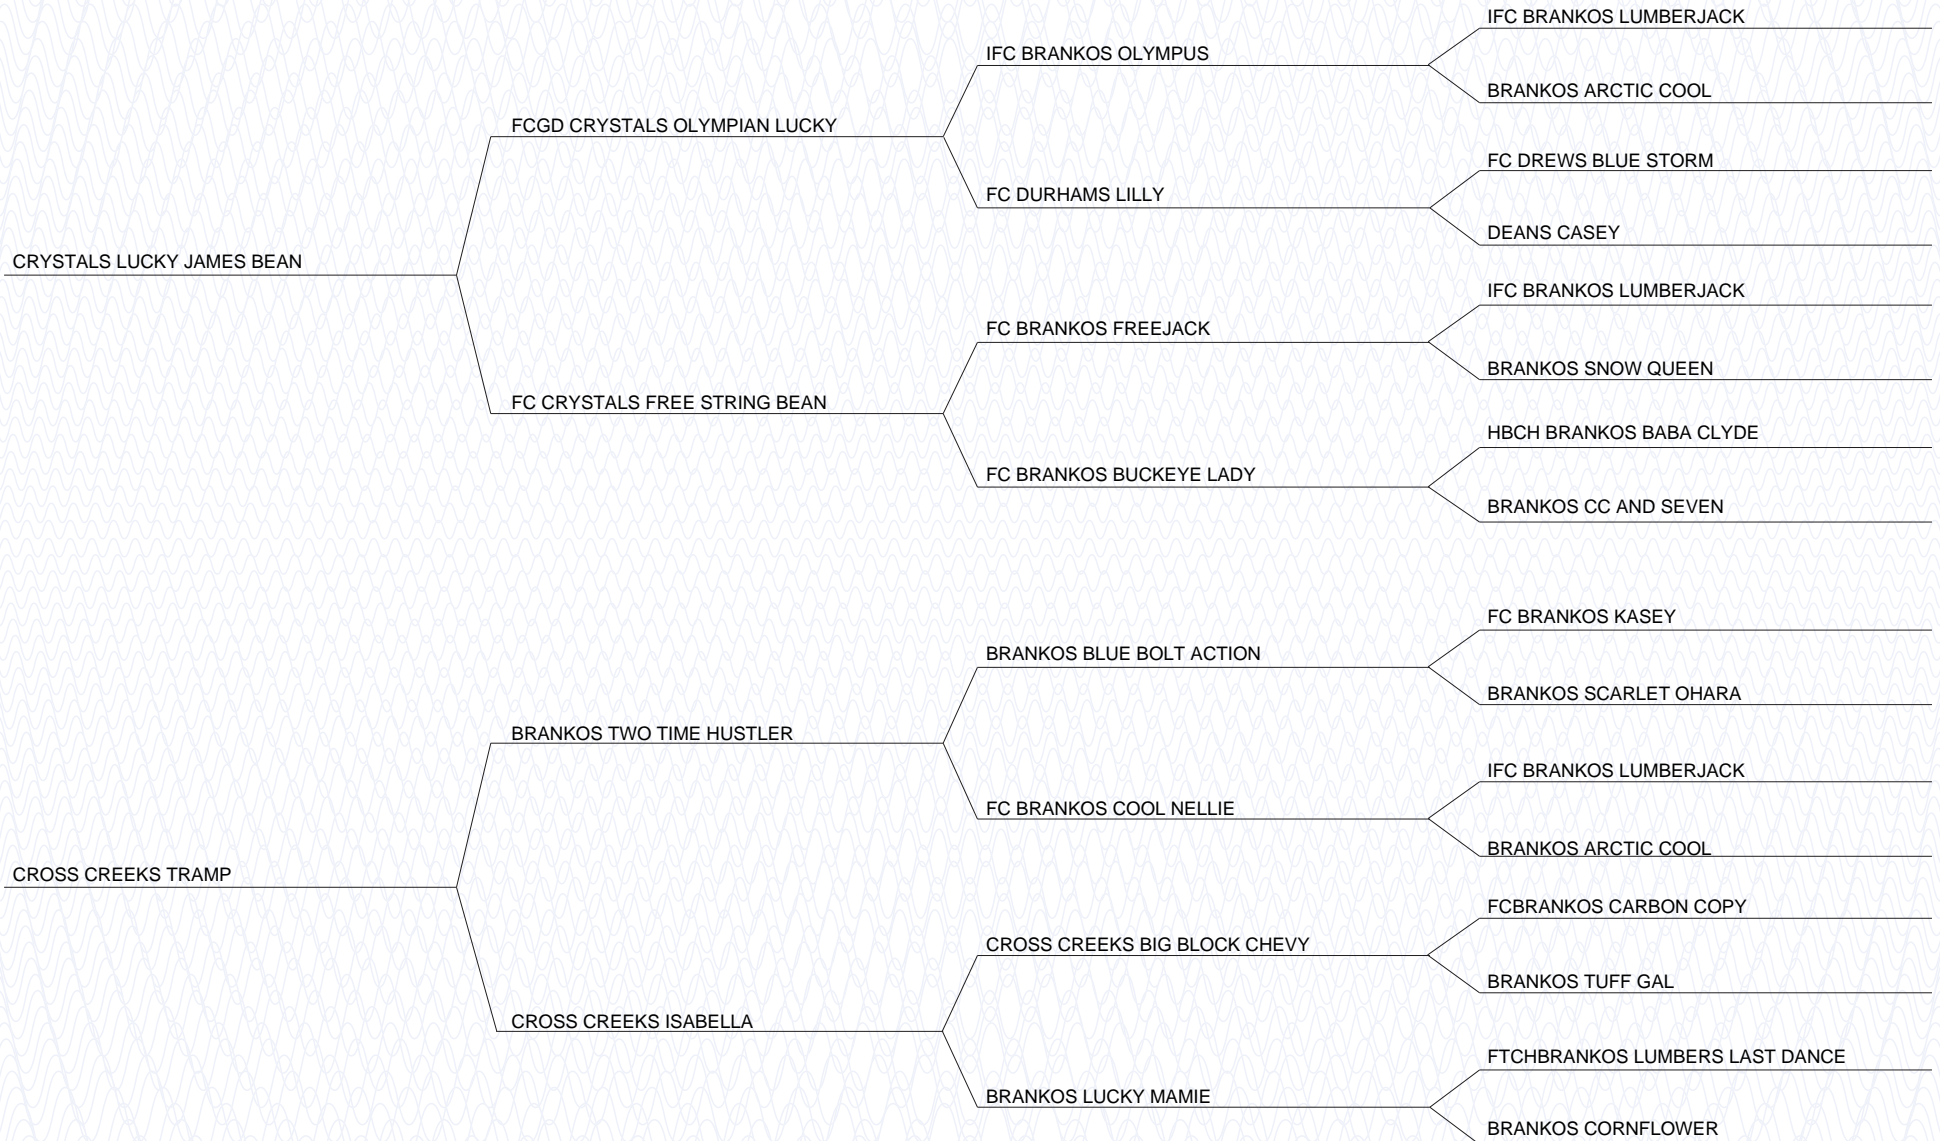 IFC BRANKOS LUMBERJACK
IFC BRANKOS OLYMPUS
BRANKOS ARCTIC COOL
FCGD CRYSTALS OLYMPIAN LUCKY
FC DREWS BLUE STORM
FC DURHAMS LILLY
DEANS CASEY
CRYSTALS LUCKY JAMES BEAN
IFC BRANKOS LUMBERJACK
FC BRANKOS FREEJACK
BRANKOS SNOW QUEEN
FC CRYSTALS FREE STRING BEAN
HBCH BRANKOS BABA CLYDE
FC BRANKOS BUCKEYE LADY
BRANKOS CC AND SEVEN
FC BRANKOS KASEY
BRANKOS BLUE BOLT ACTION
BRANKOS SCARLET OHARA
BRANKOS TWO TIME HUSTLER
IFC BRANKOS LUMBERJACK
FC BRANKOS COOL NELLIE
BRANKOS ARCTIC COOL
CROSS CREEKS TRAMP
FCBRANKOS CARBON COPY
CROSS CREEKS BIG BLOCK CHEVY
BRANKOS TUFF GAL
CROSS CREEKS ISABELLA
FTCHBRANKOS LUMBERS LAST DANCE
BRANKOS LUCKY MAMIE
BRANKOS CORNFLOWER